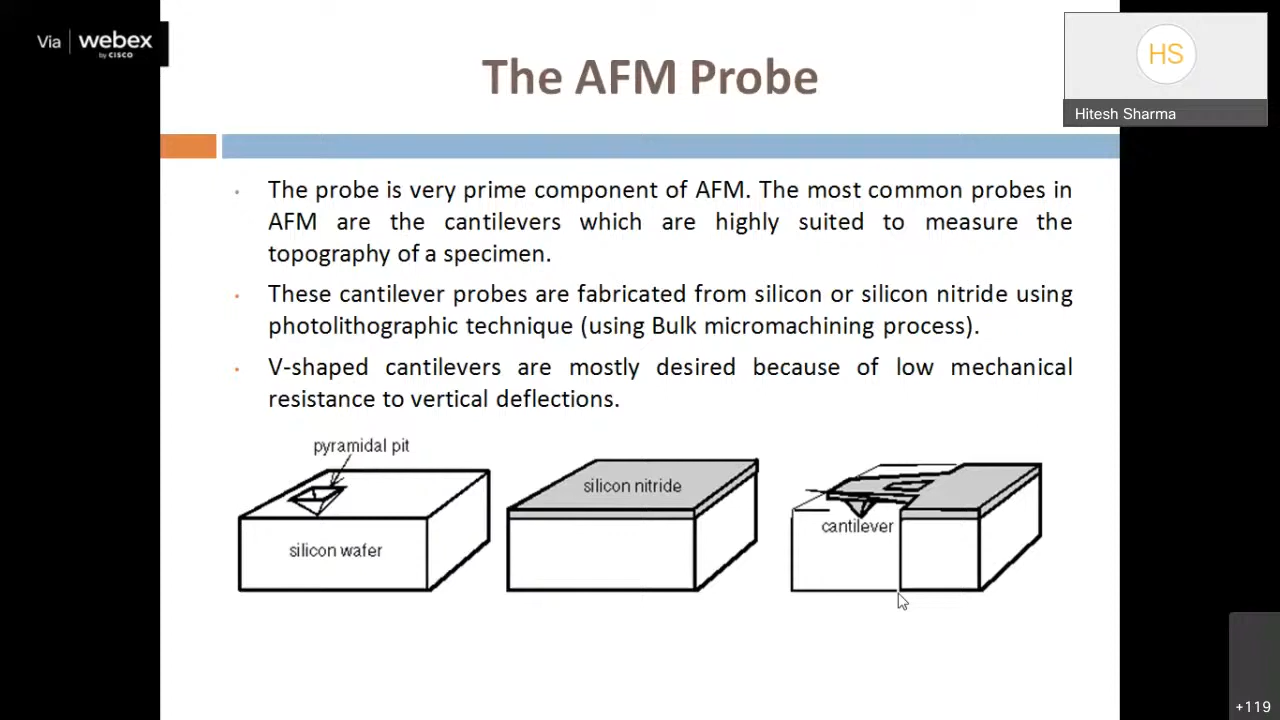 Via webex
by CISCO
HS
Hitesh Sharma
The AFM Probe
The probe is very prime component of AFM. The most common probes in
AFM are the cantilevers which are highly suited to measure the
topography of a specimen.
These cantilever probes are fabricated from silicon or silicon nitride using
photolithographic technique (using Bulk micromachining process).
V-shaped cantilevers are mostly desired because of low mechanical
resistance to vertical deflections.
pyramidal pit
silicon wafer
silicon nitride
cantilever
+119